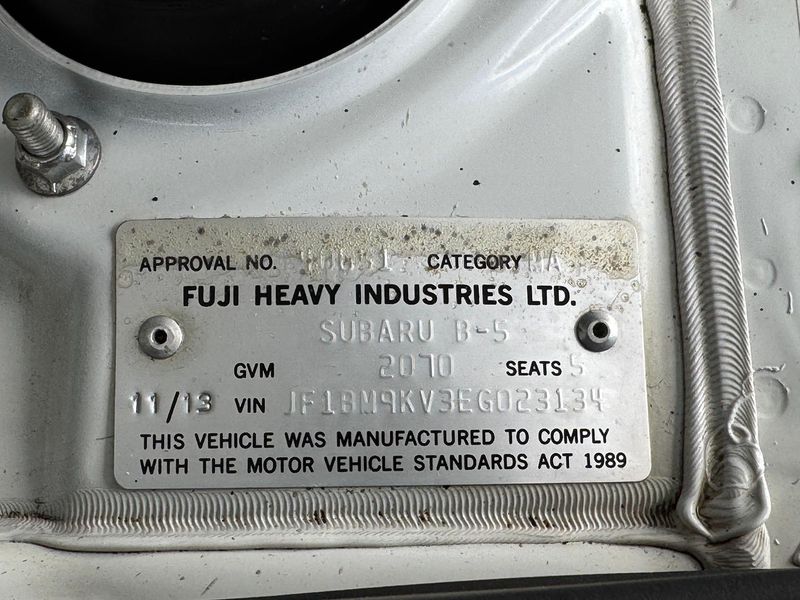 APPROVAL NO. CATEGORY MA
FUJI HEAVY INDUSTRIES LTD.
SUBARU B-5
GVM 2070 SEATS 5
11/13 VIN JF1BM9KV3EG023134
THIS VEHICLE WAS MANUFACTURED TO COMPLY
WITH THE MOTOR VEHICLE STANDARDS ACT 1989